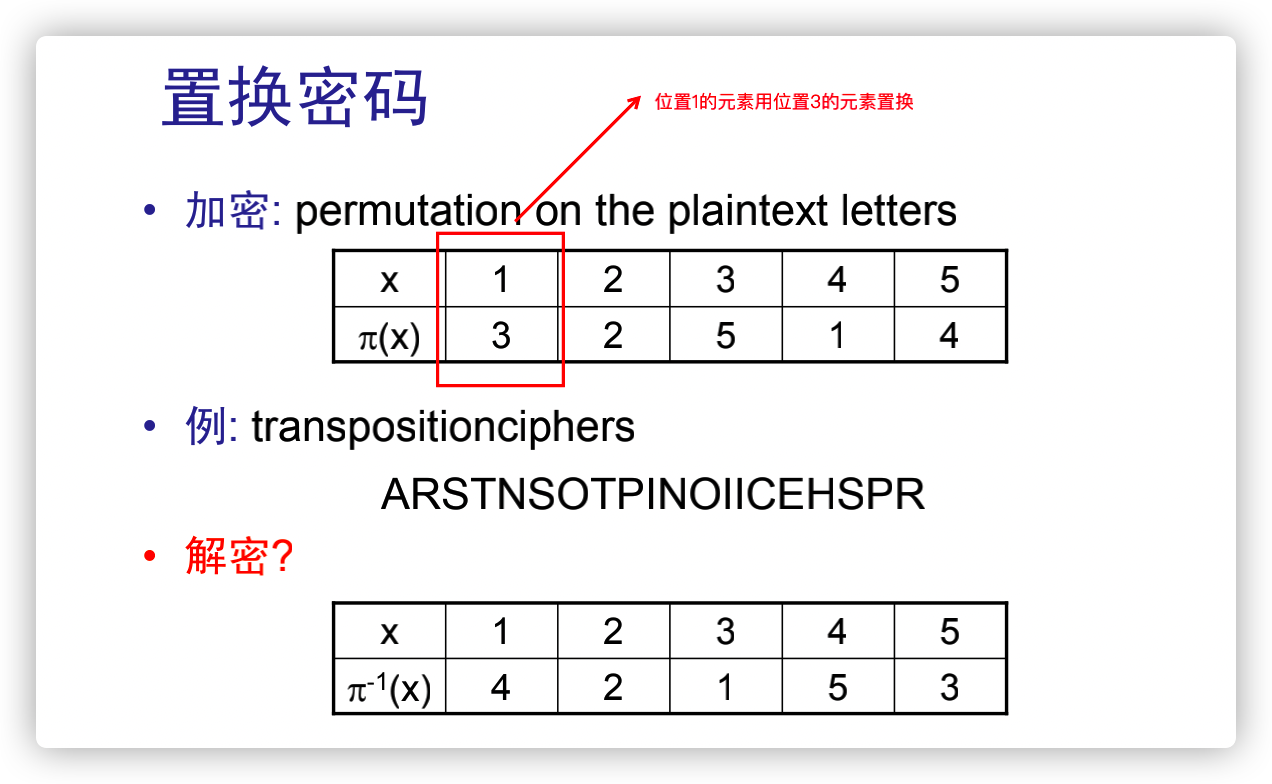 置换密码
位置1的元素用位置3的元素置换
• 加密: permutation on the plaintext letters
x 1 2 3 4 5
π(x) 3 2 5 1 4
• 例: transpositionciphers
ARSTNSOTPINOIICEHSPR
• 解密?
x 1 2 3 4 5
π-1(x) 4 2 1 5 3